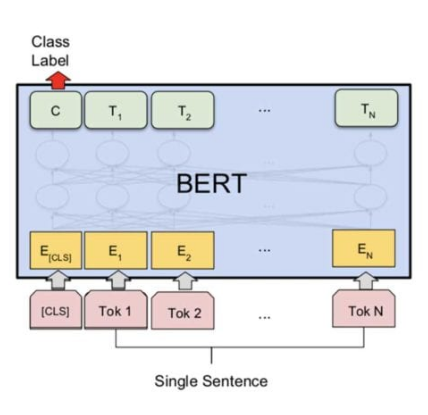 Class
Label
C T1 T2 ... TN
...
BERT
...
E[CLS] E1 E2 ... EN
[CLS] Tok 1 Tok 2 ... Tok N
Single Sentence